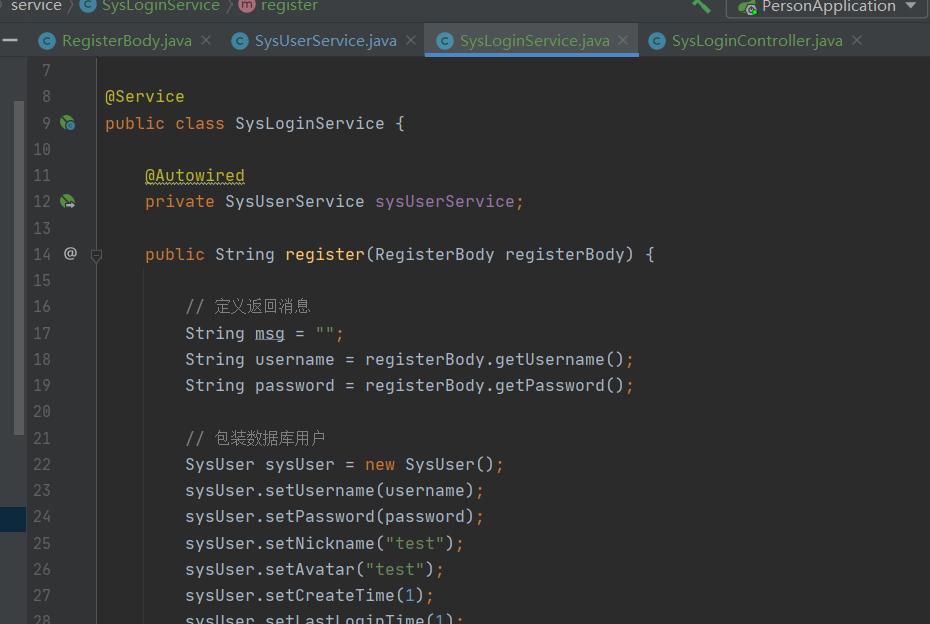 service SysLoginService register PersonApplication
RegisterBody.java SysUserService.java SysLoginService.java SysLoginController.java
7
8 @Service
9 public class SysLoginService {
10
11 @Autowired
12 private SysUserService sysUserService;
13
14 @ public String register(RegisterBody registerBody) {
15
16 // 定义返回消息
17 String msg = "";
18 String username = registerBody.getUsername();
19 String password = registerBody.getPassword();
20
21 // 包装数据库用户
22 SysUser sysUser = new SysUser();
23 sysUser.setUsername(username);
24 sysUser.setPassword(password);
25 sysUser.setNickname("test");
26 sysUser.setAvatar("test");
27 sysUser.setCreateTime(1);
28 sysUser.setLastLoginTime(1);